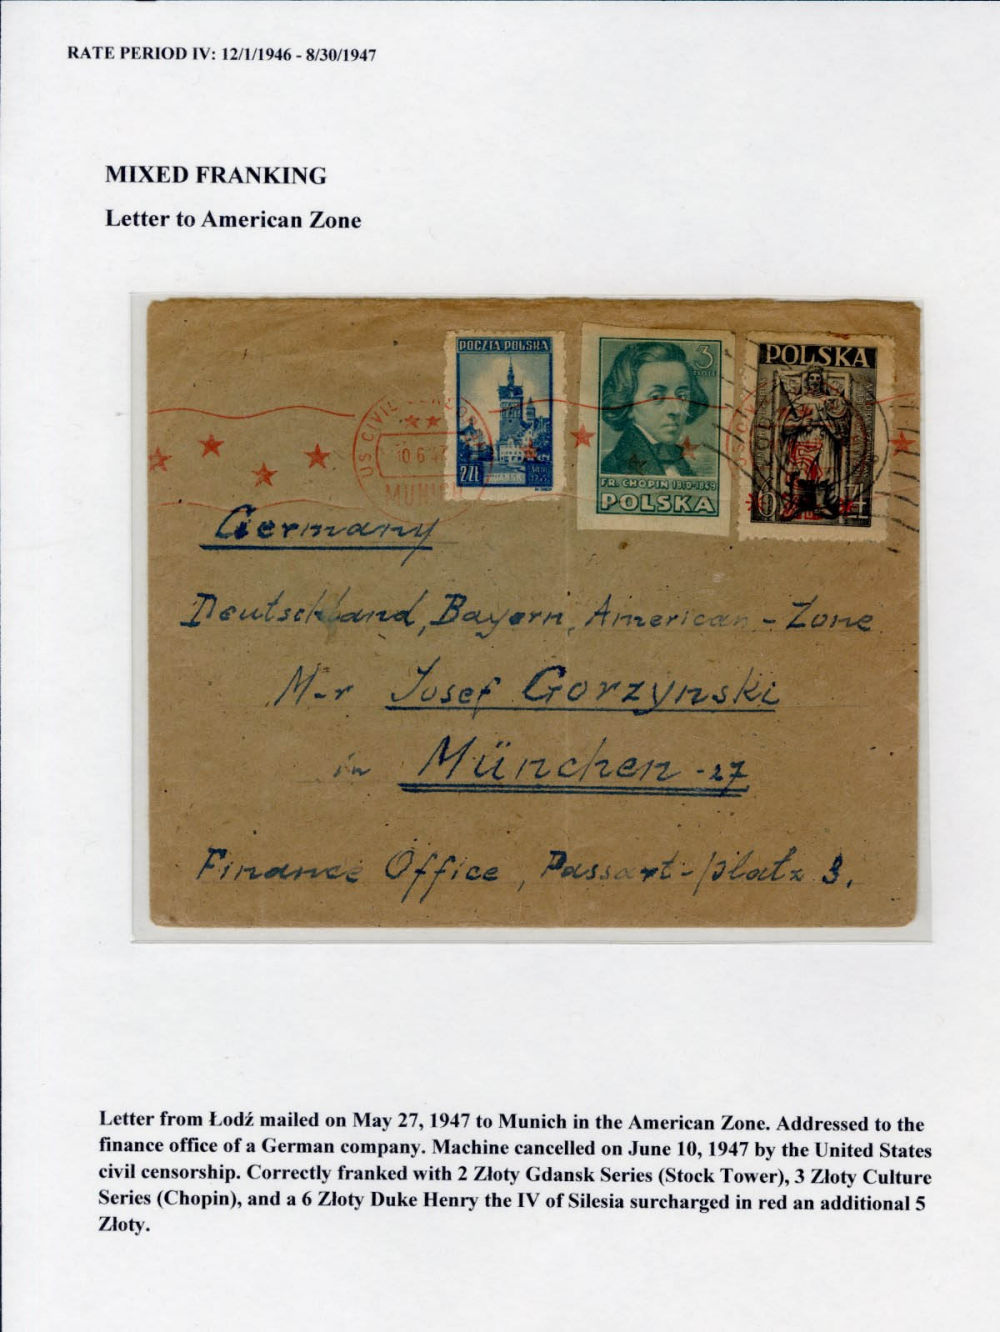 RATE PERIOD IV: 12/1/1946 - 8/30/1947
MIXED FRANKING
Letter to American Zone
POCZTA POLSKA
2 ZŁ
GDAŃSK
3
ZŁOTE
FR. CHOPIN 1810-1849
POLSKA
POLSKA
US CIVIL
10.6.4
MUNICH
Germany
Deutschland, Bayern, American - Zone
M-r Josef Gorzynski
in München - 27
Finance Office, platz 3.
Letter from Łodź mailed on May 27, 1947 to Munich in the American Zone. Addressed to the
finance office of a German company. Machine cancelled on June 10, 1947 by the United States
civil censorship. Correctly franked with 2 Złoty Gdansk Series (Stock Tower), 3 Złoty Culture
Series (Chopin), and a 6 Złoty Duke Henry the IV of Silesia surcharged in red an additional 5
Złoty.